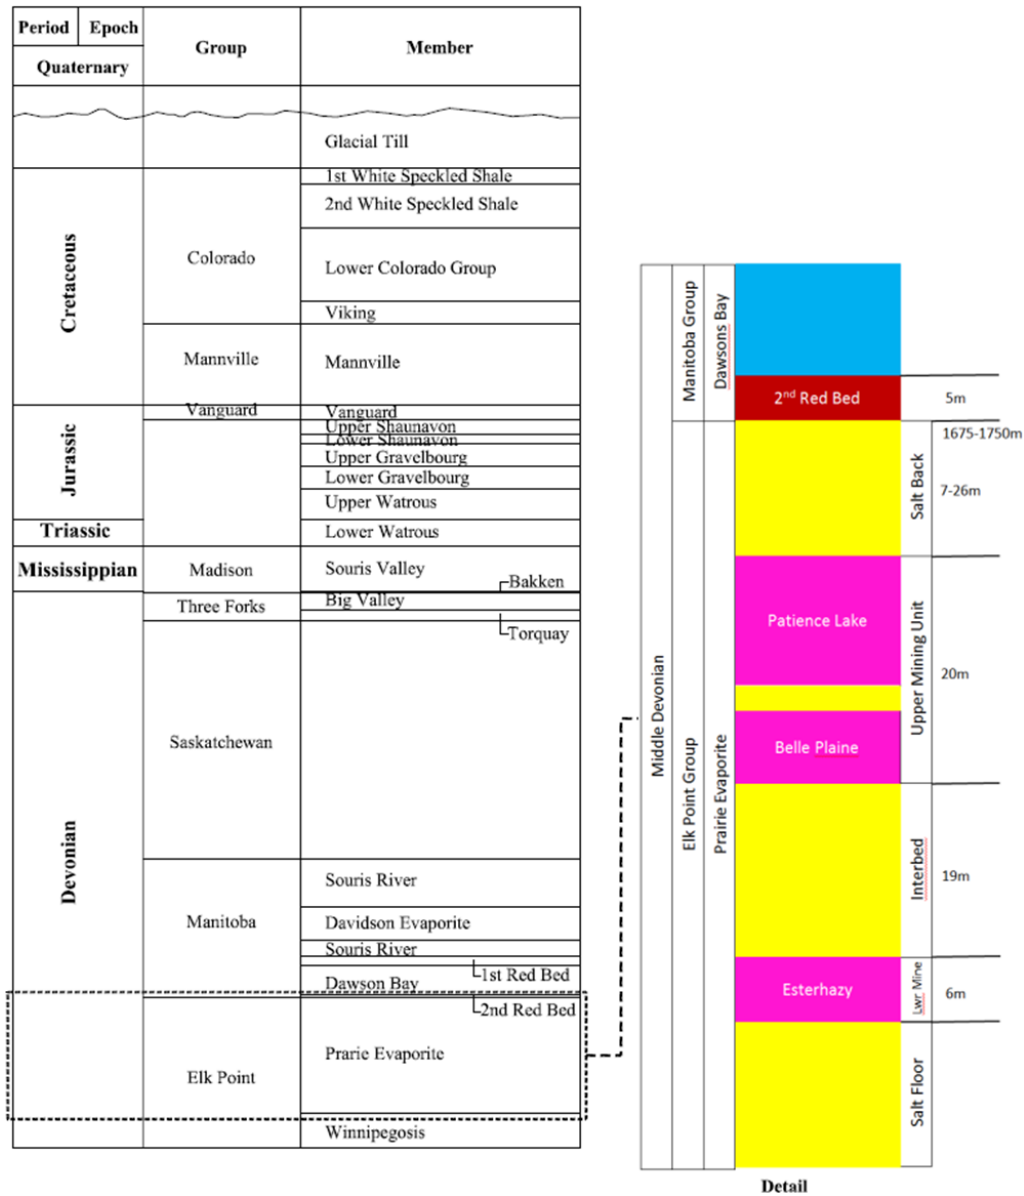 Period
Epoch
Group
Member
Quaternary
Glacial Till
1st White Speckled Shale
2nd White Speckled Shale
Cretaceous
Colorado
Lower Colorado Group
Viking
Mannville
Mannville
Vanguard
Vanguard
Upper Shaunavon
Lower Shaunavon
Jurassic
Upper Gravelbourg
Lower Gravelbourg
Upper Watrous
Triassic
Lower Watrous
Mississippian
Madison
Souris Valley
Bakken
Three Forks
Big Valley
Torquay
Saskatchewan
Devonian
Souris River
Manitoba
Davidson Evaporite
Souris River
1st Red Bed
Dawson Bay
2nd Red Bed
Prarie Evaporite
Elk Point
Winnipegosis
Middle Devonian
Manitoba Group
Dawsons Bay
2nd Red Bed
5m
1675-1750m
Salt Back
7-26m
Patience Lake
Upper Mining Unit
20m
Belle Plaine
Elk Point Group
Prairie Evaporite
Interbed
19m
Esterhazy
Lwr Mine
6m
Salt Floor
Detail